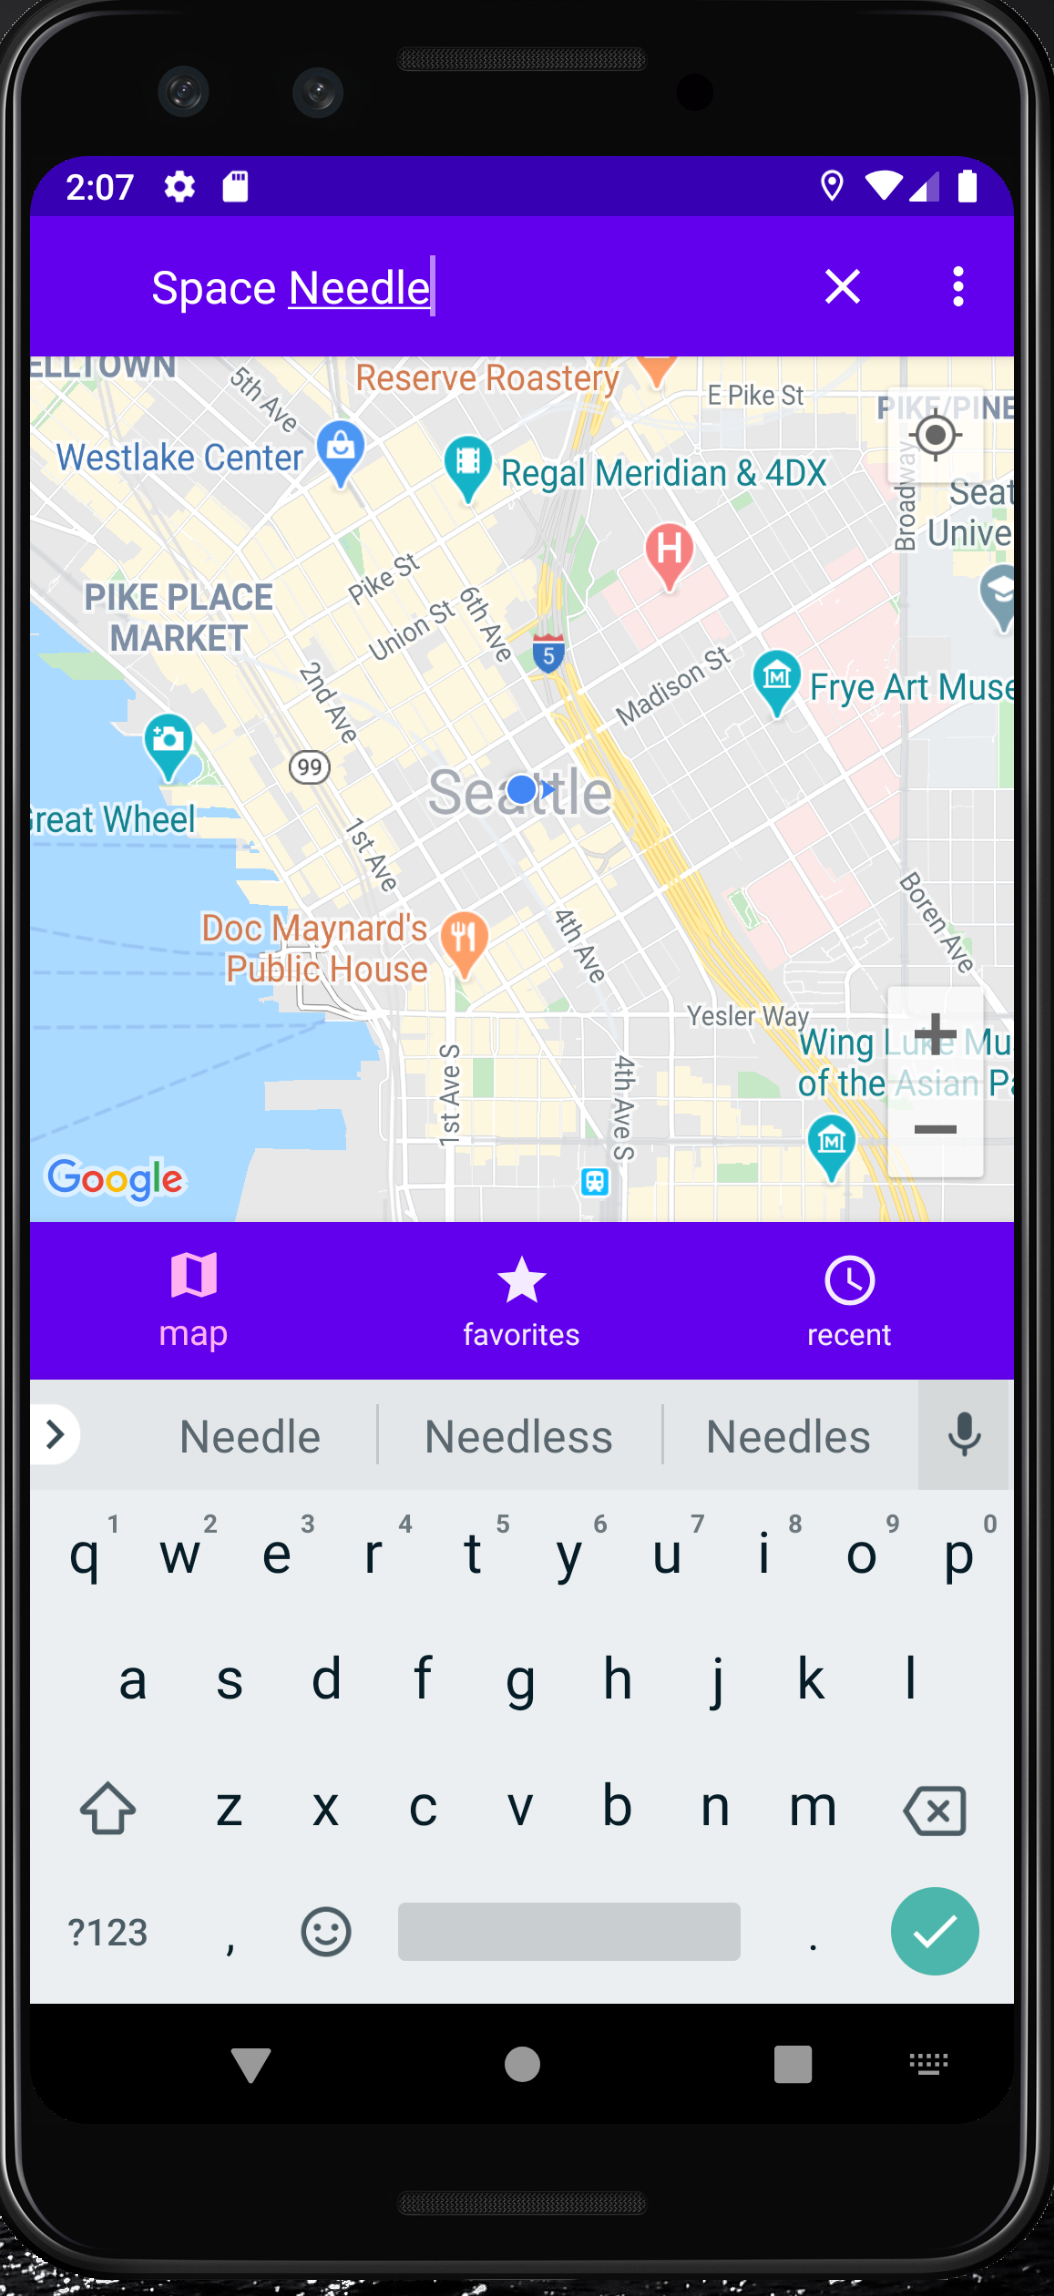 2:07
Space Needle
ELLTOWN
5th Ave
Reserve Roastery
E Pike St
PIKE/PINE
Westlake Center
Regal Meridian & 4DX
Broadway
Seat
Unive
H
PIKE PLACE
MARKET
Pike St
Union St
6th Ave
5
Madison St
2nd Ave
Frye Art Muse
99
Seattle
Great Wheel
1st Ave
Boren Ave
Doc Maynard's
Public House
4th Ave
Yesler Way
Wing Luke Mu
of the Asian Pa
1st Ave S
4th Ave S
Google
map
favorites
recent
Needle
Needless
Needles
1 2 3 4 5 6 7 8 9 0
q w e r t y u i o p
a s d f g h j k l
z x c v b n m
?123 , .